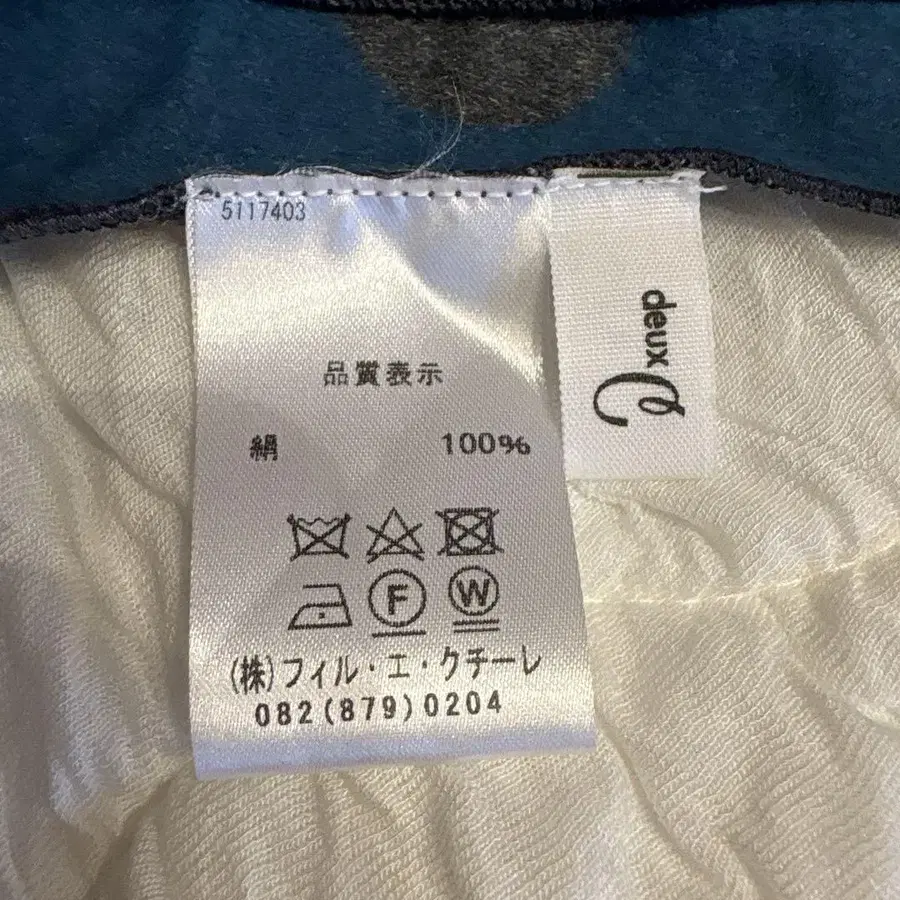 5117403
品質表示
絹 100%
F W
(株)フィル・エ・クチーレ
082(879)0204
deux